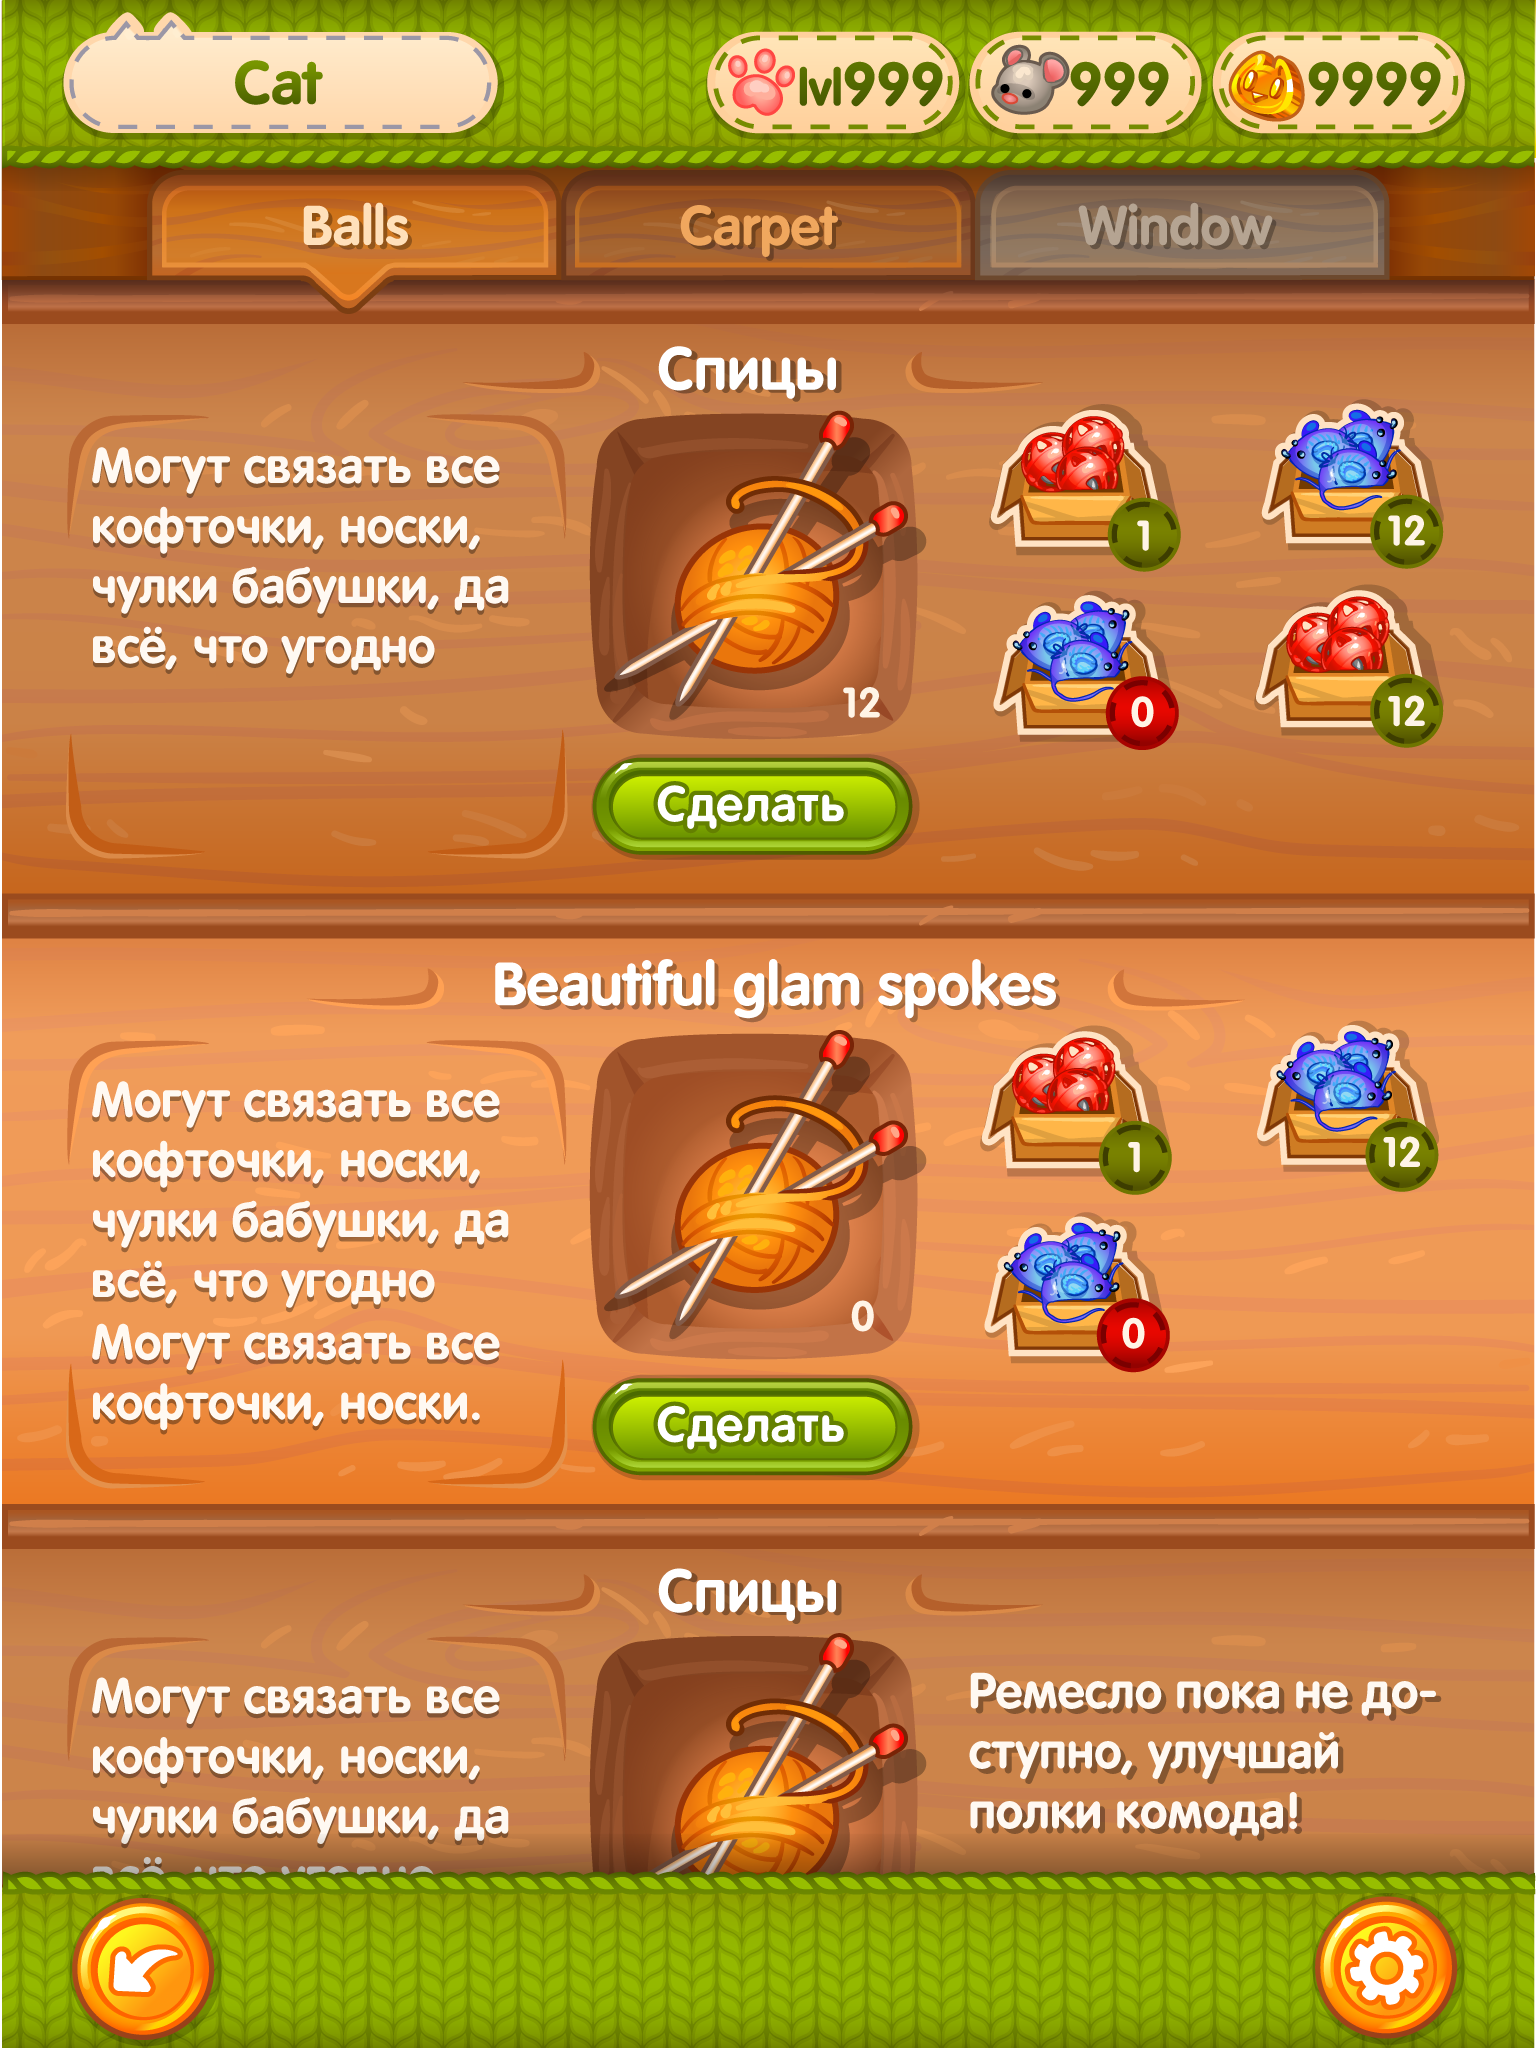 Cat
lvl999
999
9999
Balls
Carpet
Window
Спицы
Могут связать все
кофточки, носки,
чулки бабушки, да
всё, что угодно
12
1
12
0
12
Сделать
Beautiful glam spokes
Могут связать все
кофточки, носки,
чулки бабушки, да
всё, что угодно
Могут связать все
кофточки, носки.
0
1
12
0
Сделать
Спицы
Могут связать все
кофточки, носки,
чулки бабушки, да
всё, что угодно
Ремесло пока не до-
ступно, улучшай
полки комода!